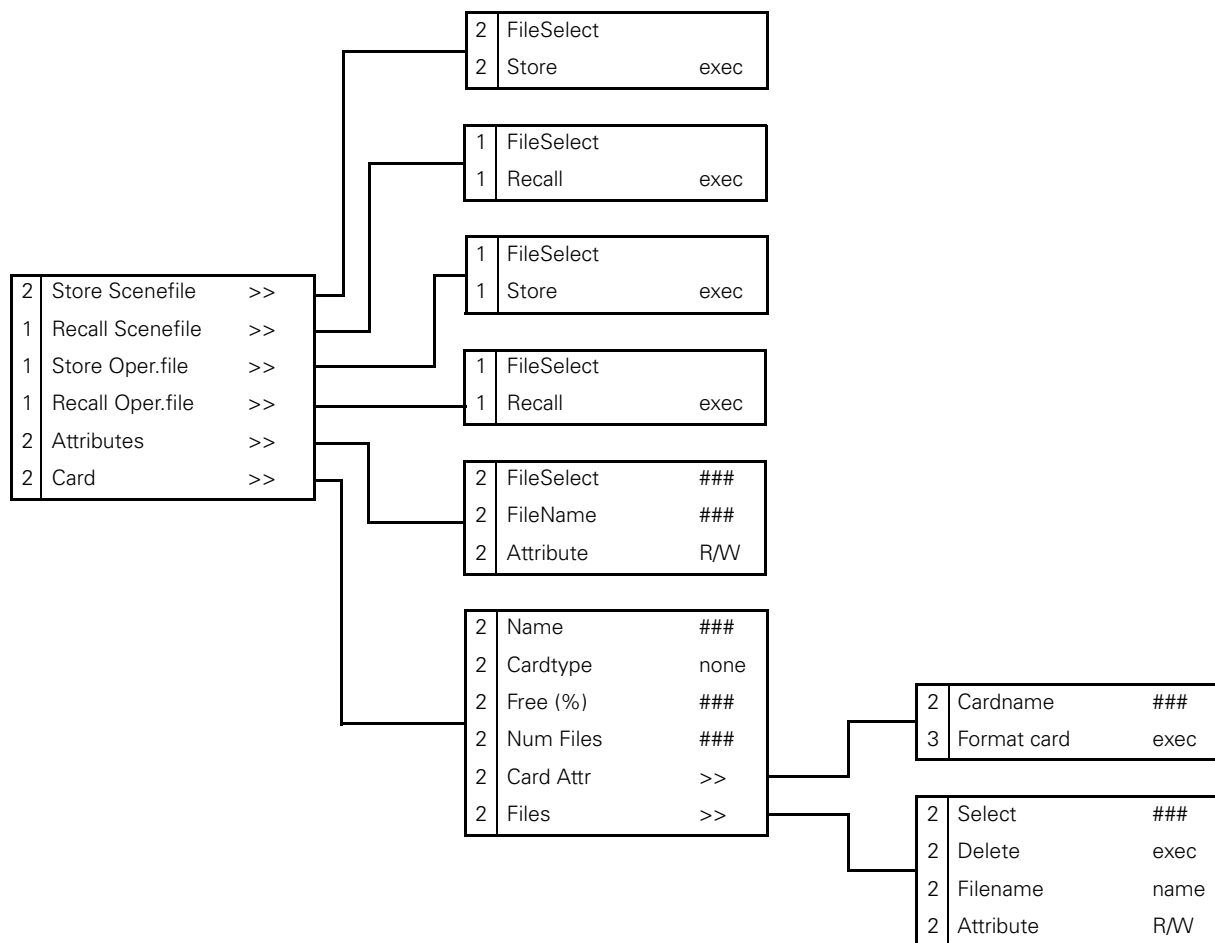 2 FileSelect
2 Store exec
1 FileSelect
1 Recall exec
1 FileSelect
1 Store exec
2 Store Scenefile >>
1 Recall Scenefile >>
1 Store Oper.file >>
1 Recall Oper.file >>
2 Attributes >>
2 Card >>
1 FileSelect
1 Recall exec
2 FileSelect ###
2 FileName ###
2 Attribute R/W
2 Name ###
2 Cardtype none
2 Free (%) ###
2 Num Files ###
2 Card Attr >>
2 Files >>
2 Cardname ###
3 Format card exec
2 Select ###
2 Delete exec
2 Filename name
2 Attribute R/W